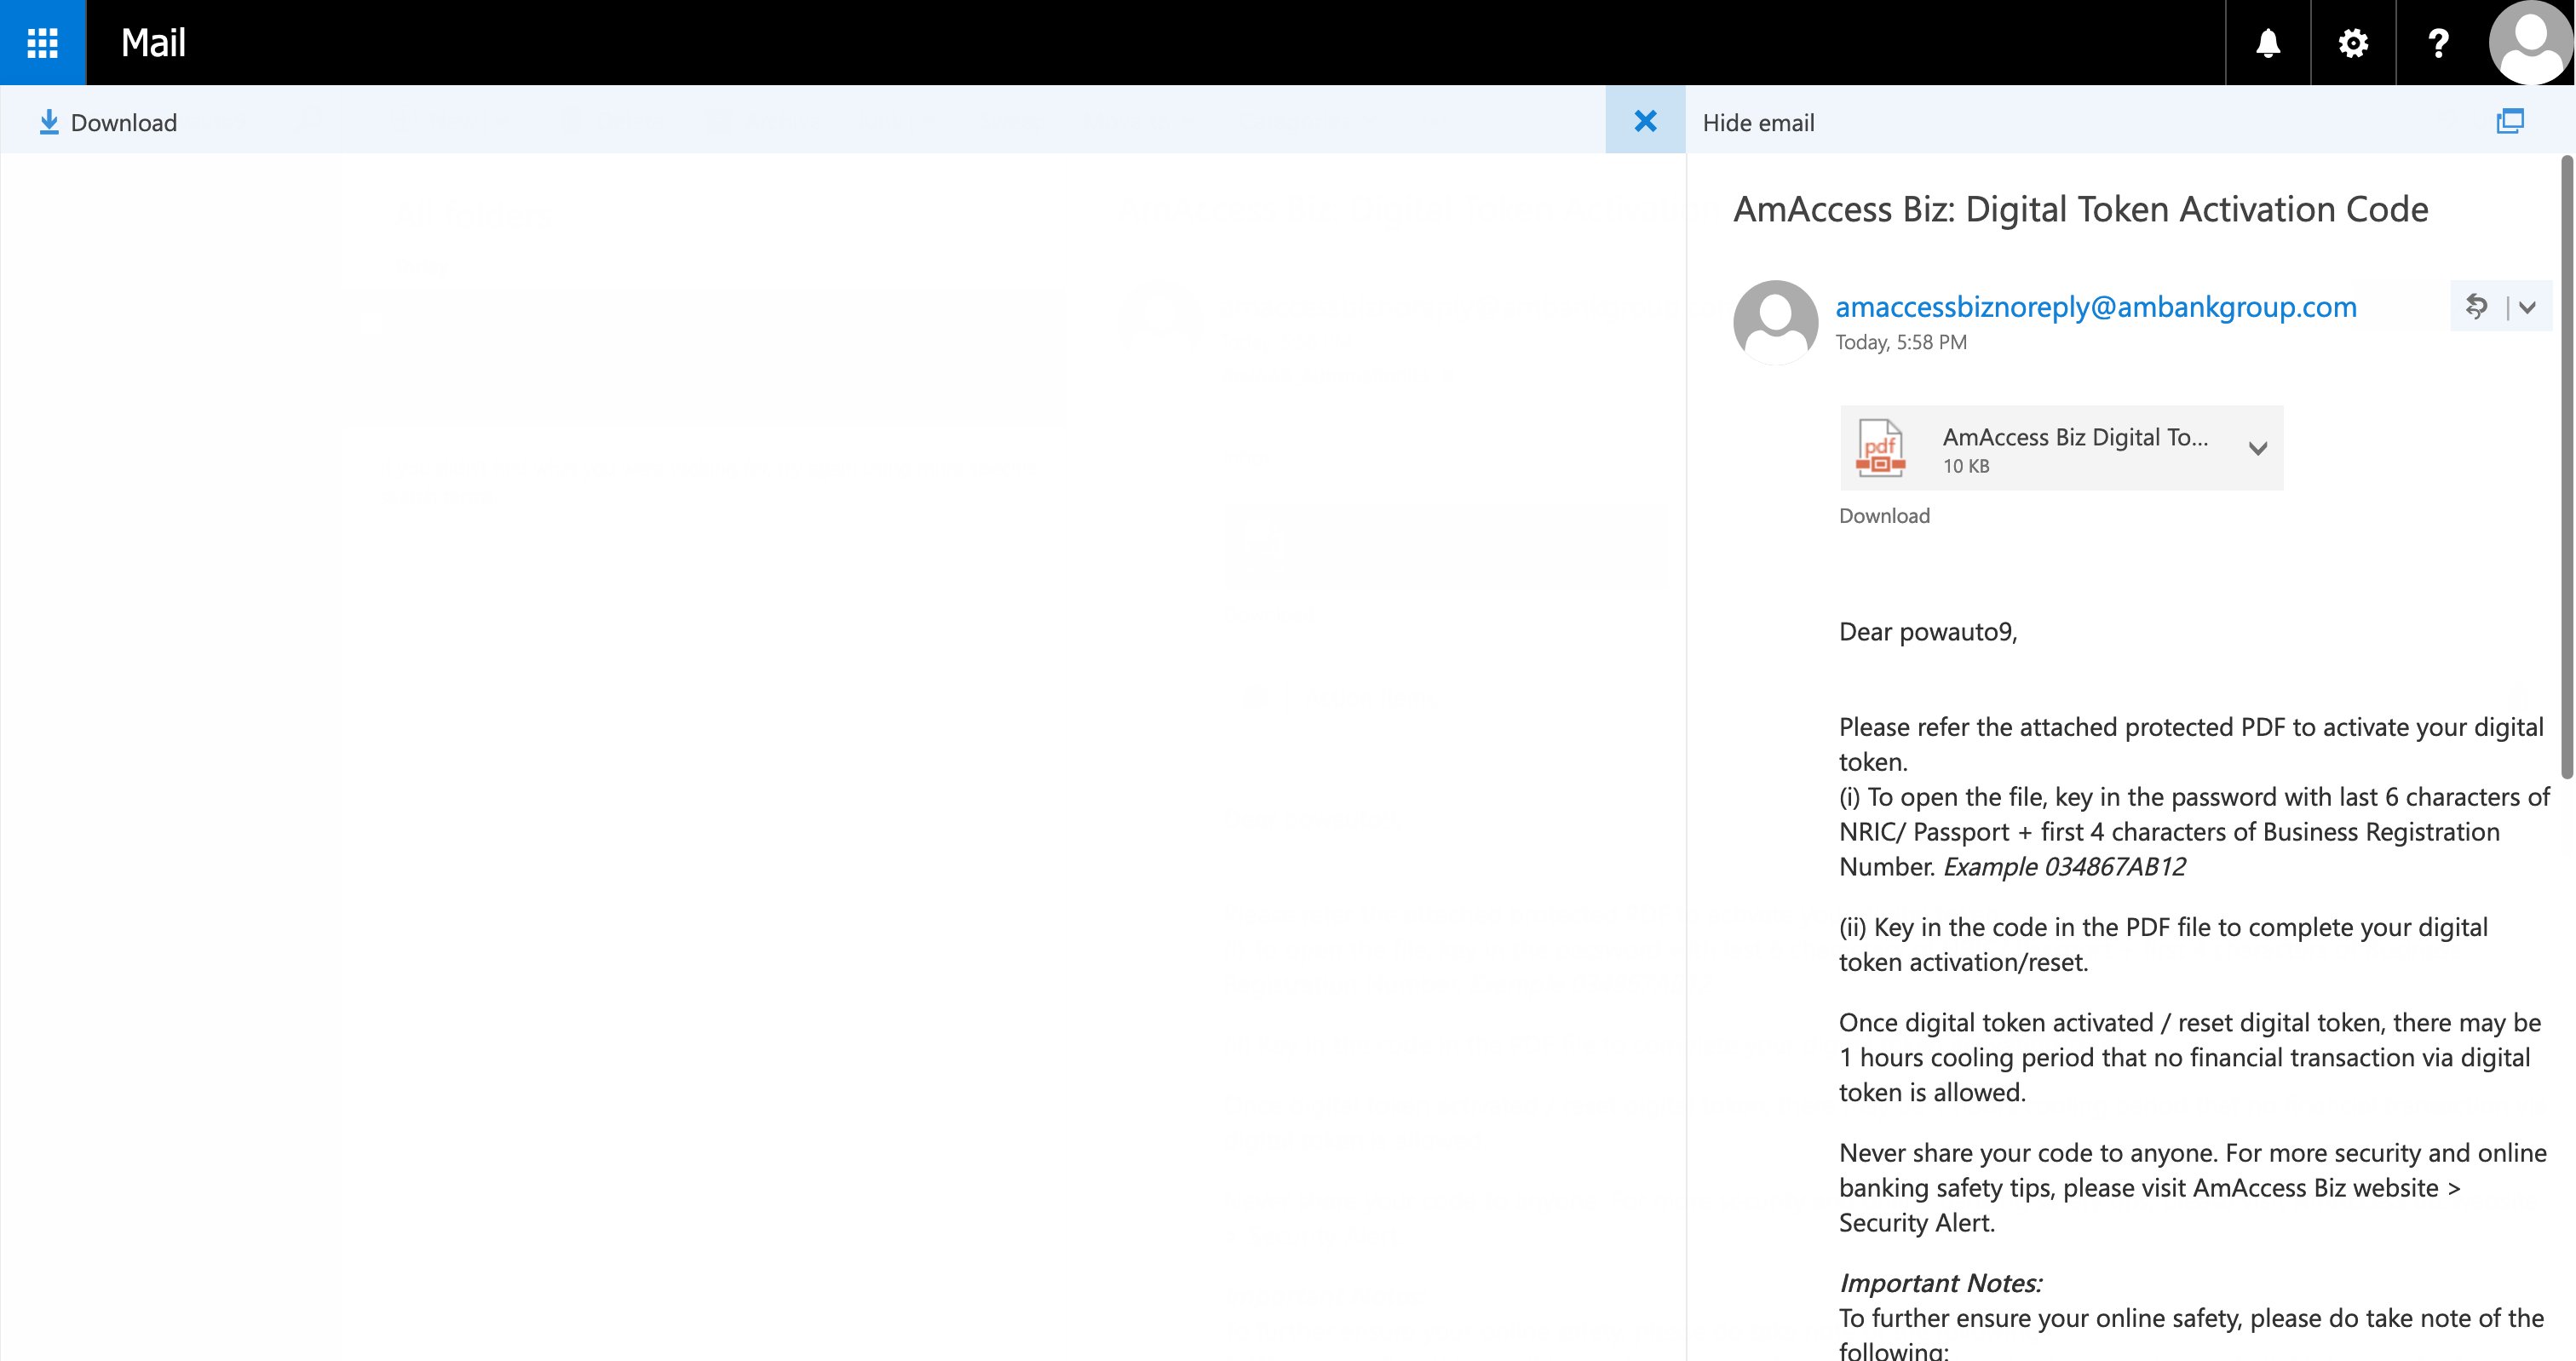 Mail
Download
Hide email
AmAccess Biz: Digital Token Activation Code
amaccessbiznoreply@ambankgroup.com
Today, 5:58 PM
pdf
AmAccess Biz Digital To...
10 KB
Download
Dear powauto9,
Please refer the attached protected PDF to activate your digital
token.
(i) To open the file, key in the password with last 6 characters of
NRIC/ Passport + first 4 characters of Business Registration
Number. Example 034867AB12
(ii) Key in the code in the PDF file to complete your digital
token activation/reset.
Once digital token activated / reset digital token, there may be
1 hours cooling period that no financial transaction via digital
token is allowed.
Never share your code to anyone. For more security and online
banking safety tips, please visit AmAccess Biz website >
Security Alert.
Important Notes:
To further ensure your online safety, please do take note of the
following: